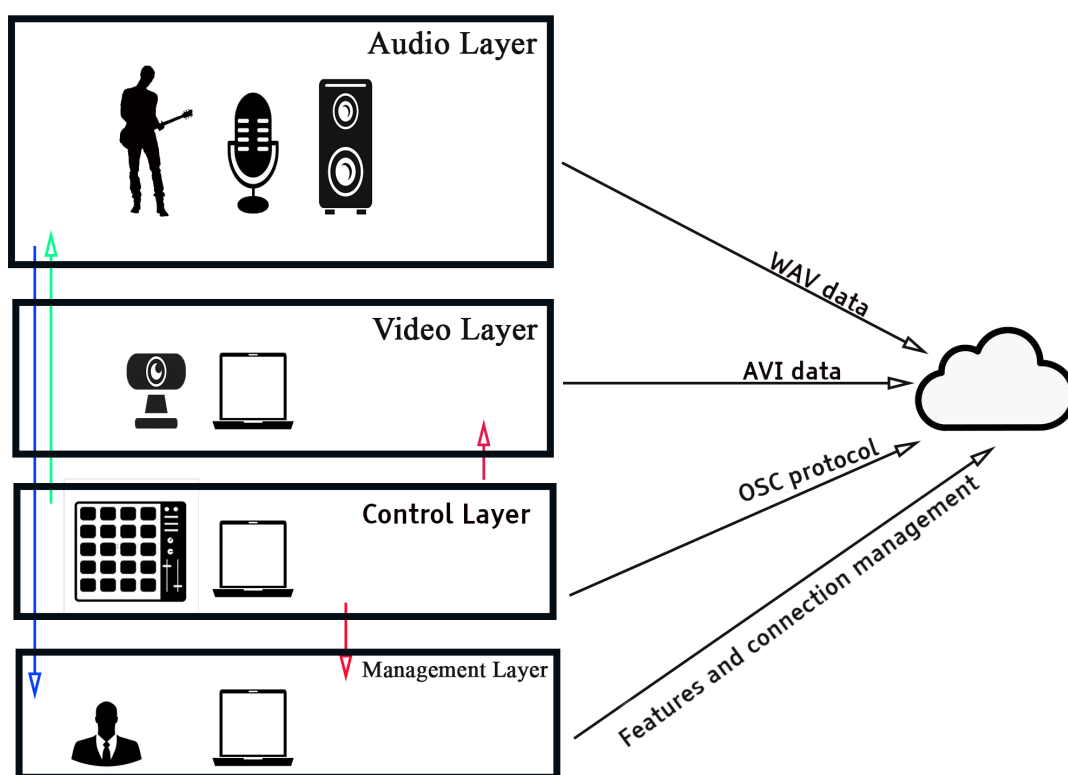 Audio Layer
WAV data
Video Layer
AVI data
Control Layer
OSC protocol
Management Layer
Features and connection management